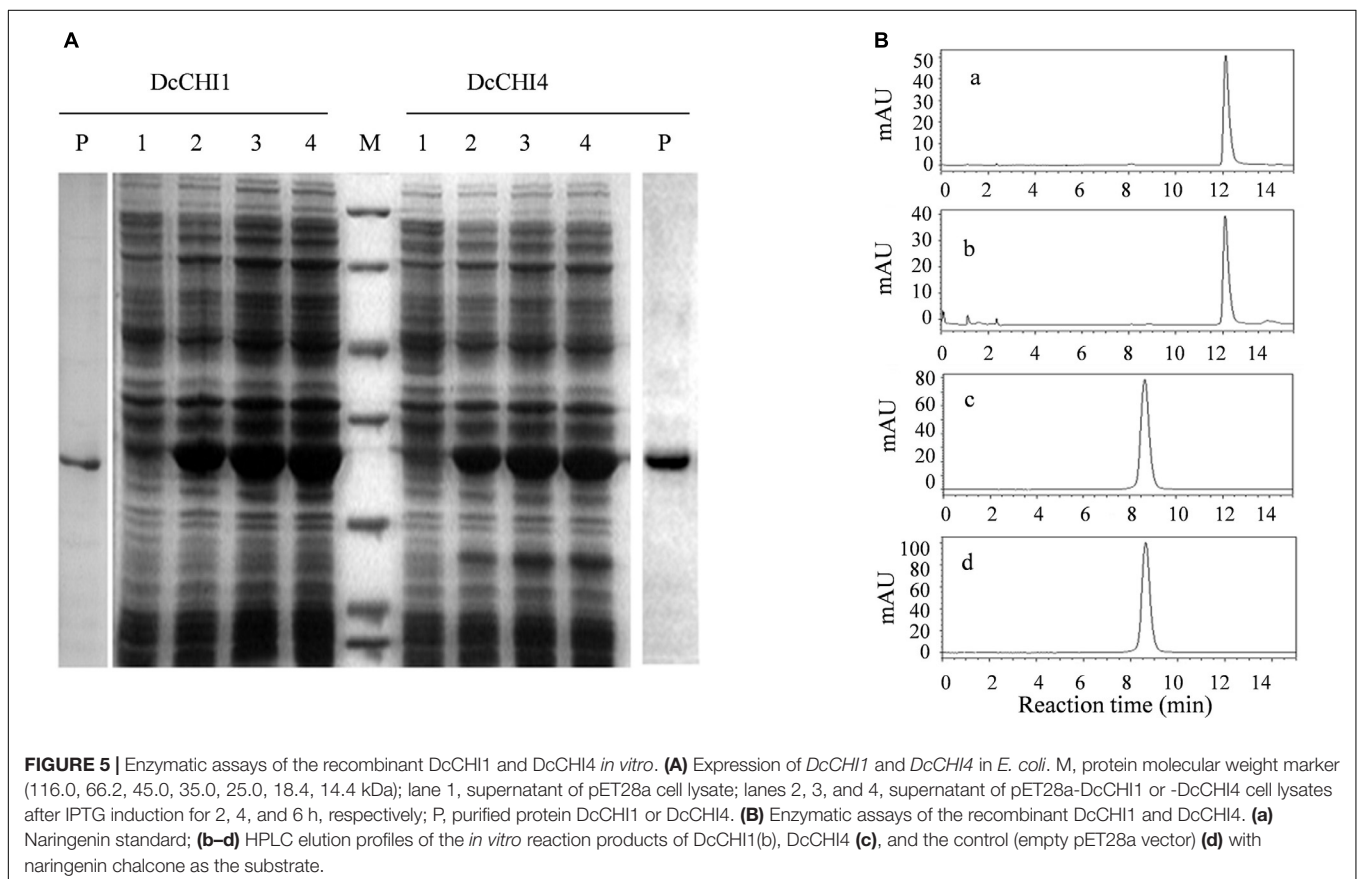 A
DcCHI1 DcCHI4
P 1 2 3 4 M 1 2 3 4 P
B
50
40
30
20
10
0
mAU
a
0 2 4 6 8 10 12 14
40
30
20
10
0
mAU
b
0 2 4 6 8 10 12 14
80
60
40
20
0
mAU
c
0 2 4 6 8 10 12 14
100
80
60
40
20
0
mAU
d
0 2 4 6 8 10 12 14
Reaction time (min)
FIGURE 5 | Enzymatic assays of the recombinant DcCHI1 and DcCHI4 in vitro. (A) Expression of DcCHI1 and DcCHI4 in E. coli. M, protein molecular weight marker
(116.0, 66.2, 45.0, 35.0, 25.0, 18.4, 14.4 kDa); lane 1, supernatant of pET28a cell lysate; lanes 2, 3, and 4, supernatant of pET28a-DcCHI1 or -DcCHI4 cell lysates
after IPTG induction for 2, 4, and 6 h, respectively; P, purified protein DcCHI1 or DcCHI4. (B) Enzymatic assays of the recombinant DcCHI1 and DcCHI4. (a)
Naringenin standard; (b–d) HPLC elution profiles of the in vitro reaction products of DcCHI1(b), DcCHI4 (c), and the control (empty pET28a vector) (d) with
naringenin chalcone as the substrate.